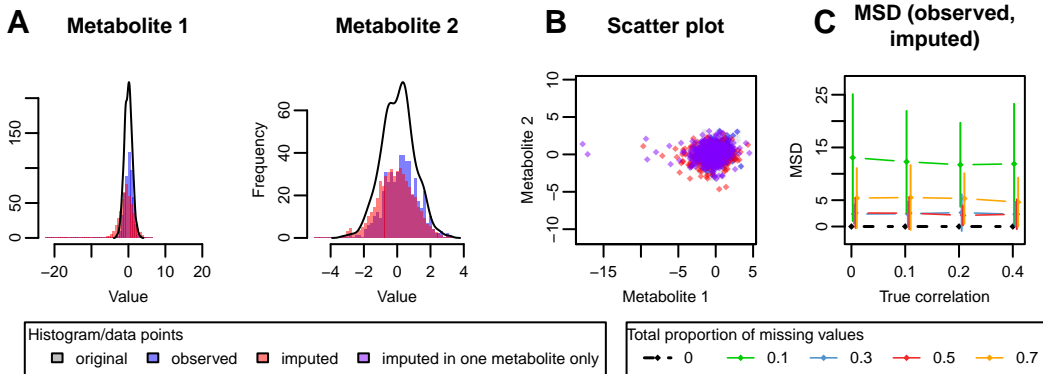 A
Metabolite 1
Metabolite 2
B
Scatter plot
C
MSD (observed,
imputed)
0
50
150
−20
0
10
20
Value
Frequency
0
20
40
60
−4
−2
0
2
4
Value
Metabolite 2
−10
−5
0
5
10
−15
−5
0
5
Metabolite 1
MSD
0
5
15
25
0
0.1
0.2
0.4
True correlation
Histogram/data points
original
observed
imputed
imputed in one metabolite only
Total proportion of missing values
0
0.1
0.3
0.5
0.7